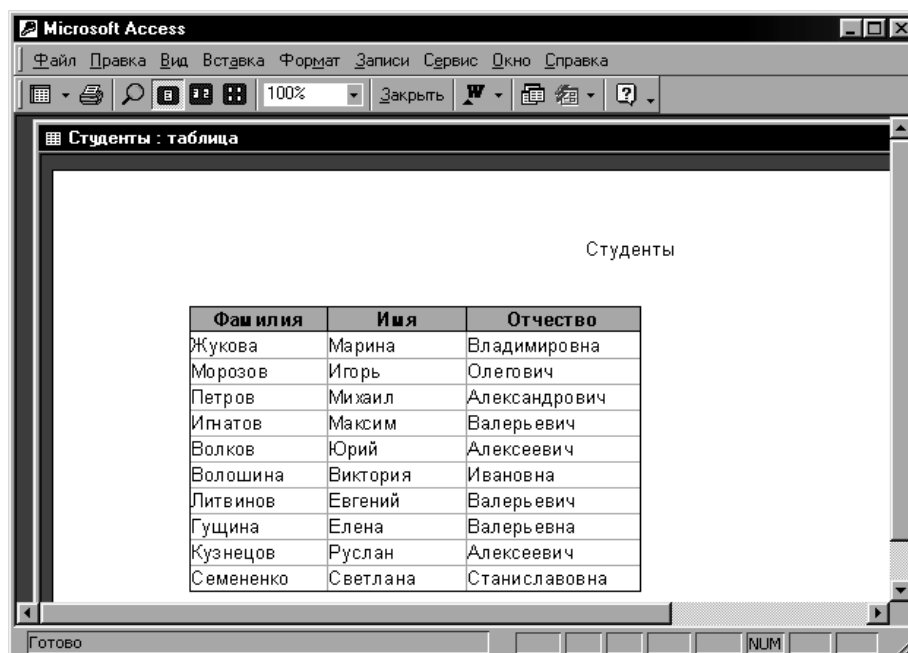 Microsoft Access
Файл Правка Вид Вставка Формат Записи Сервис Окно Справка
100% Закрыть W
Студенты : таблица
Студенты
Фамилия Имя Отчество
Жукова Марина Владимировна
Морозов Игорь Олегович
Петров Михаил Александрович
Игнатов Максим Валерьевич
Волков Юрий Алексеевич
Волошина Виктория Ивановна
Литвинов Евгений Валерьевич
Гущина Елена Валерьевна
Кузнецов Руслан Алексеевич
Семененко Светлана Станиславовна
Готово NUM